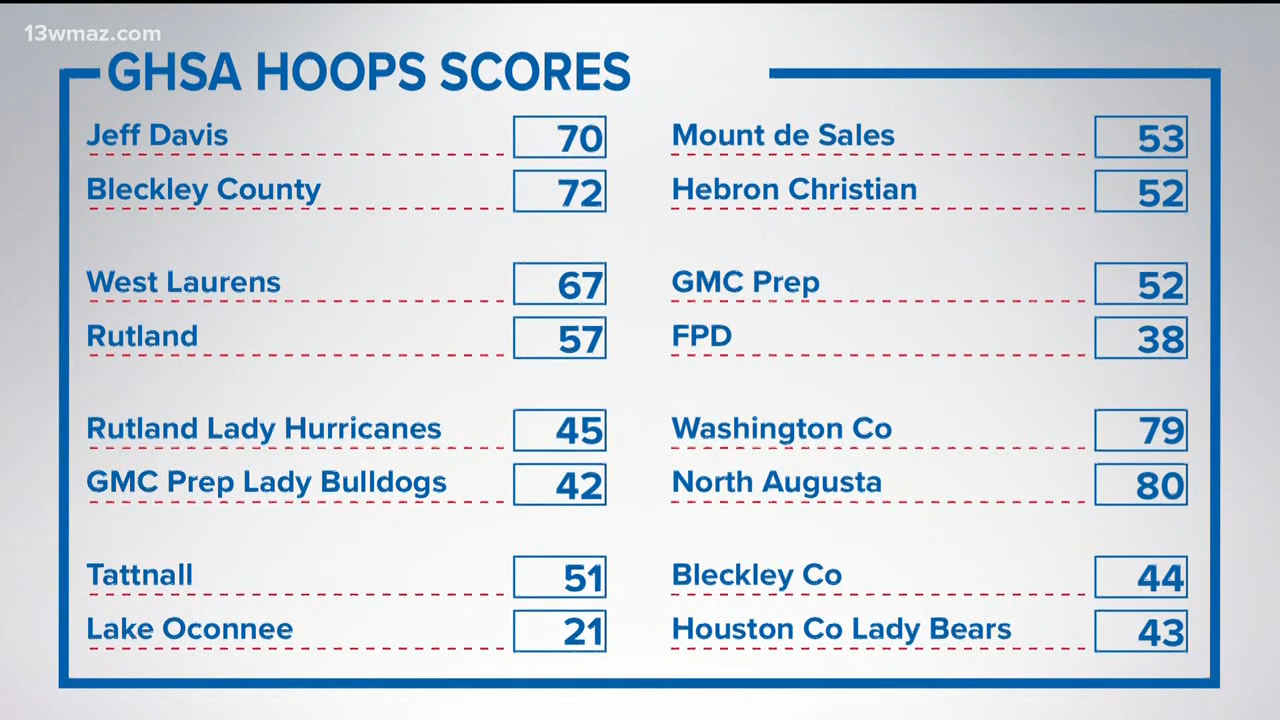 13wmaz.com
GHSA HOOPS SCORES
Jeff Davis 70
Bleckley County 72
West Laurens 67
Rutland 57
Rutland Lady Hurricanes 45
GMC Prep Lady Bulldogs 42
Tattnall 51
Lake Oconnee 21
Mount de Sales 53
Hebron Christian 52
GMC Prep 52
FPD 38
Washington Co 79
North Augusta 80
Bleckley Co 44
Houston Co Lady Bears 43